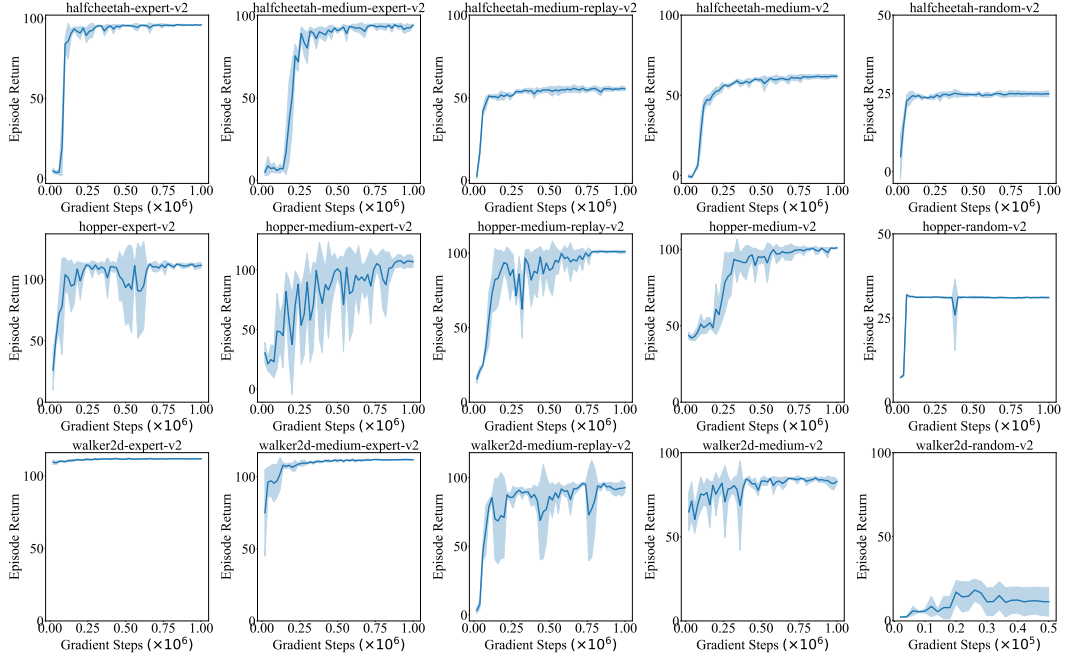 halfcheetah-expert-v2 halfcheetah-medium-expert-v2 halfcheetah-medium-replay-v2 halfcheetah-medium-v2 halfcheetah-random-v2
Episode Return Episode Return Episode Return Episode Return Episode Return
100 100 100 100 50
50 50 50 50 25
0 0 0 0 0
0.00 0.25 0.50 0.75 1.00 0.00 0.25 0.50 0.75 1.00 0.00 0.25 0.50 0.75 1.00 0.00 0.25 0.50 0.75 1.00 0.00 0.25 0.50 0.75 1.00
Gradient Steps (×10⁶) Gradient Steps (×10⁶) Gradient Steps (×10⁶) Gradient Steps (×10⁶) Gradient Steps (×10⁶)
hopper-expert-v2 hopper-medium-expert-v2 hopper-medium-replay-v2 hopper-medium-v2 hopper-random-v2
Episode Return Episode Return Episode Return Episode Return Episode Return
100 100 100 100 50
50 50 50 50 25
0 0 0 0 0
0.00 0.25 0.50 0.75 1.00 0.00 0.25 0.50 0.75 1.00 0.00 0.25 0.50 0.75 1.00 0.00 0.25 0.50 0.75 1.00 0.00 0.25 0.50 0.75 1.00
Gradient Steps (×10⁶) Gradient Steps (×10⁶) Gradient Steps (×10⁶) Gradient Steps (×10⁶) Gradient Steps (×10⁶)
walker2d-expert-v2 walker2d-medium-expert-v2 walker2d-medium-replay-v2 walker2d-medium-v2 walker2d-random-v2
Episode Return Episode Return Episode Return Episode Return Episode Return
100 100 100 100 100
50 50 50 50 50
0 0 0 0 0
0.00 0.25 0.50 0.75 1.00 0.00 0.25 0.50 0.75 1.00 0.00 0.25 0.50 0.75 1.00 0.00 0.25 0.50 0.75 1.00 0.1 0.2 0.3 0.4 0.5
Gradient Steps (×10⁶) Gradient Steps (×10⁶) Gradient Steps (×10⁶) Gradient Steps (×10⁶) Gradient Steps (×10⁵)